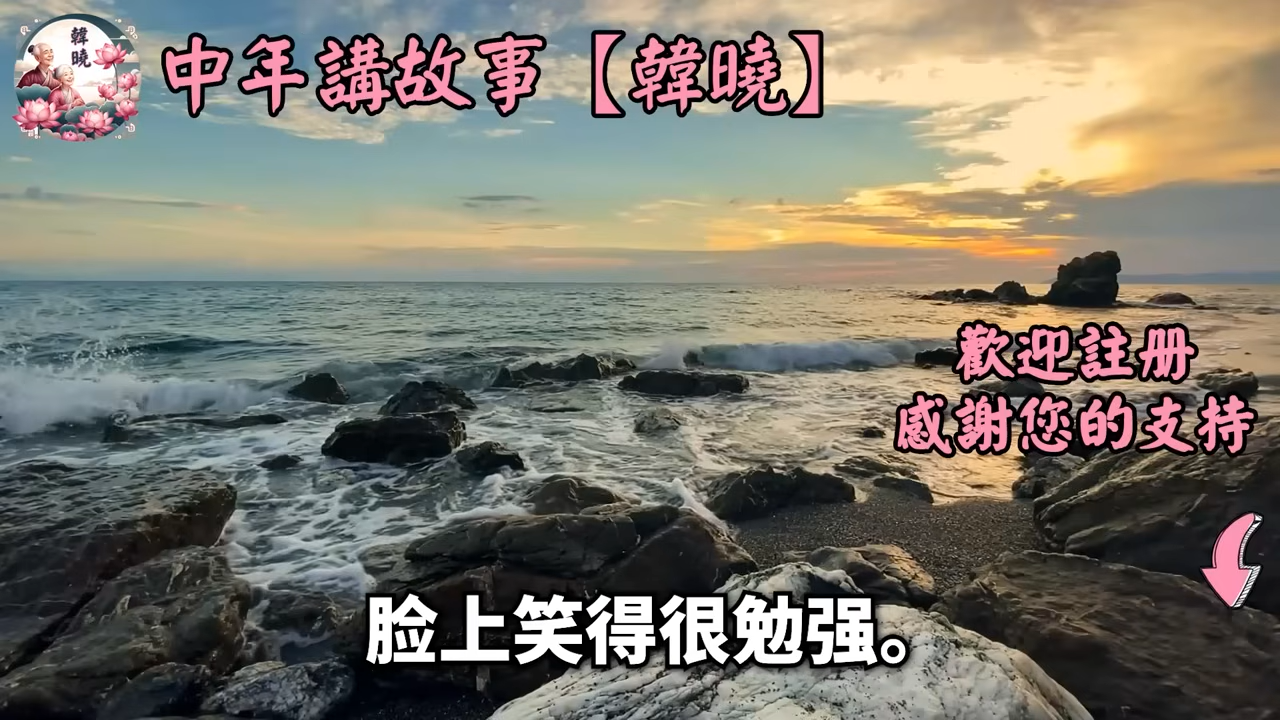 韓
曉
中年講故事【韓曉】
歡迎註册
感謝您的支持
脸上笑得很勉强。